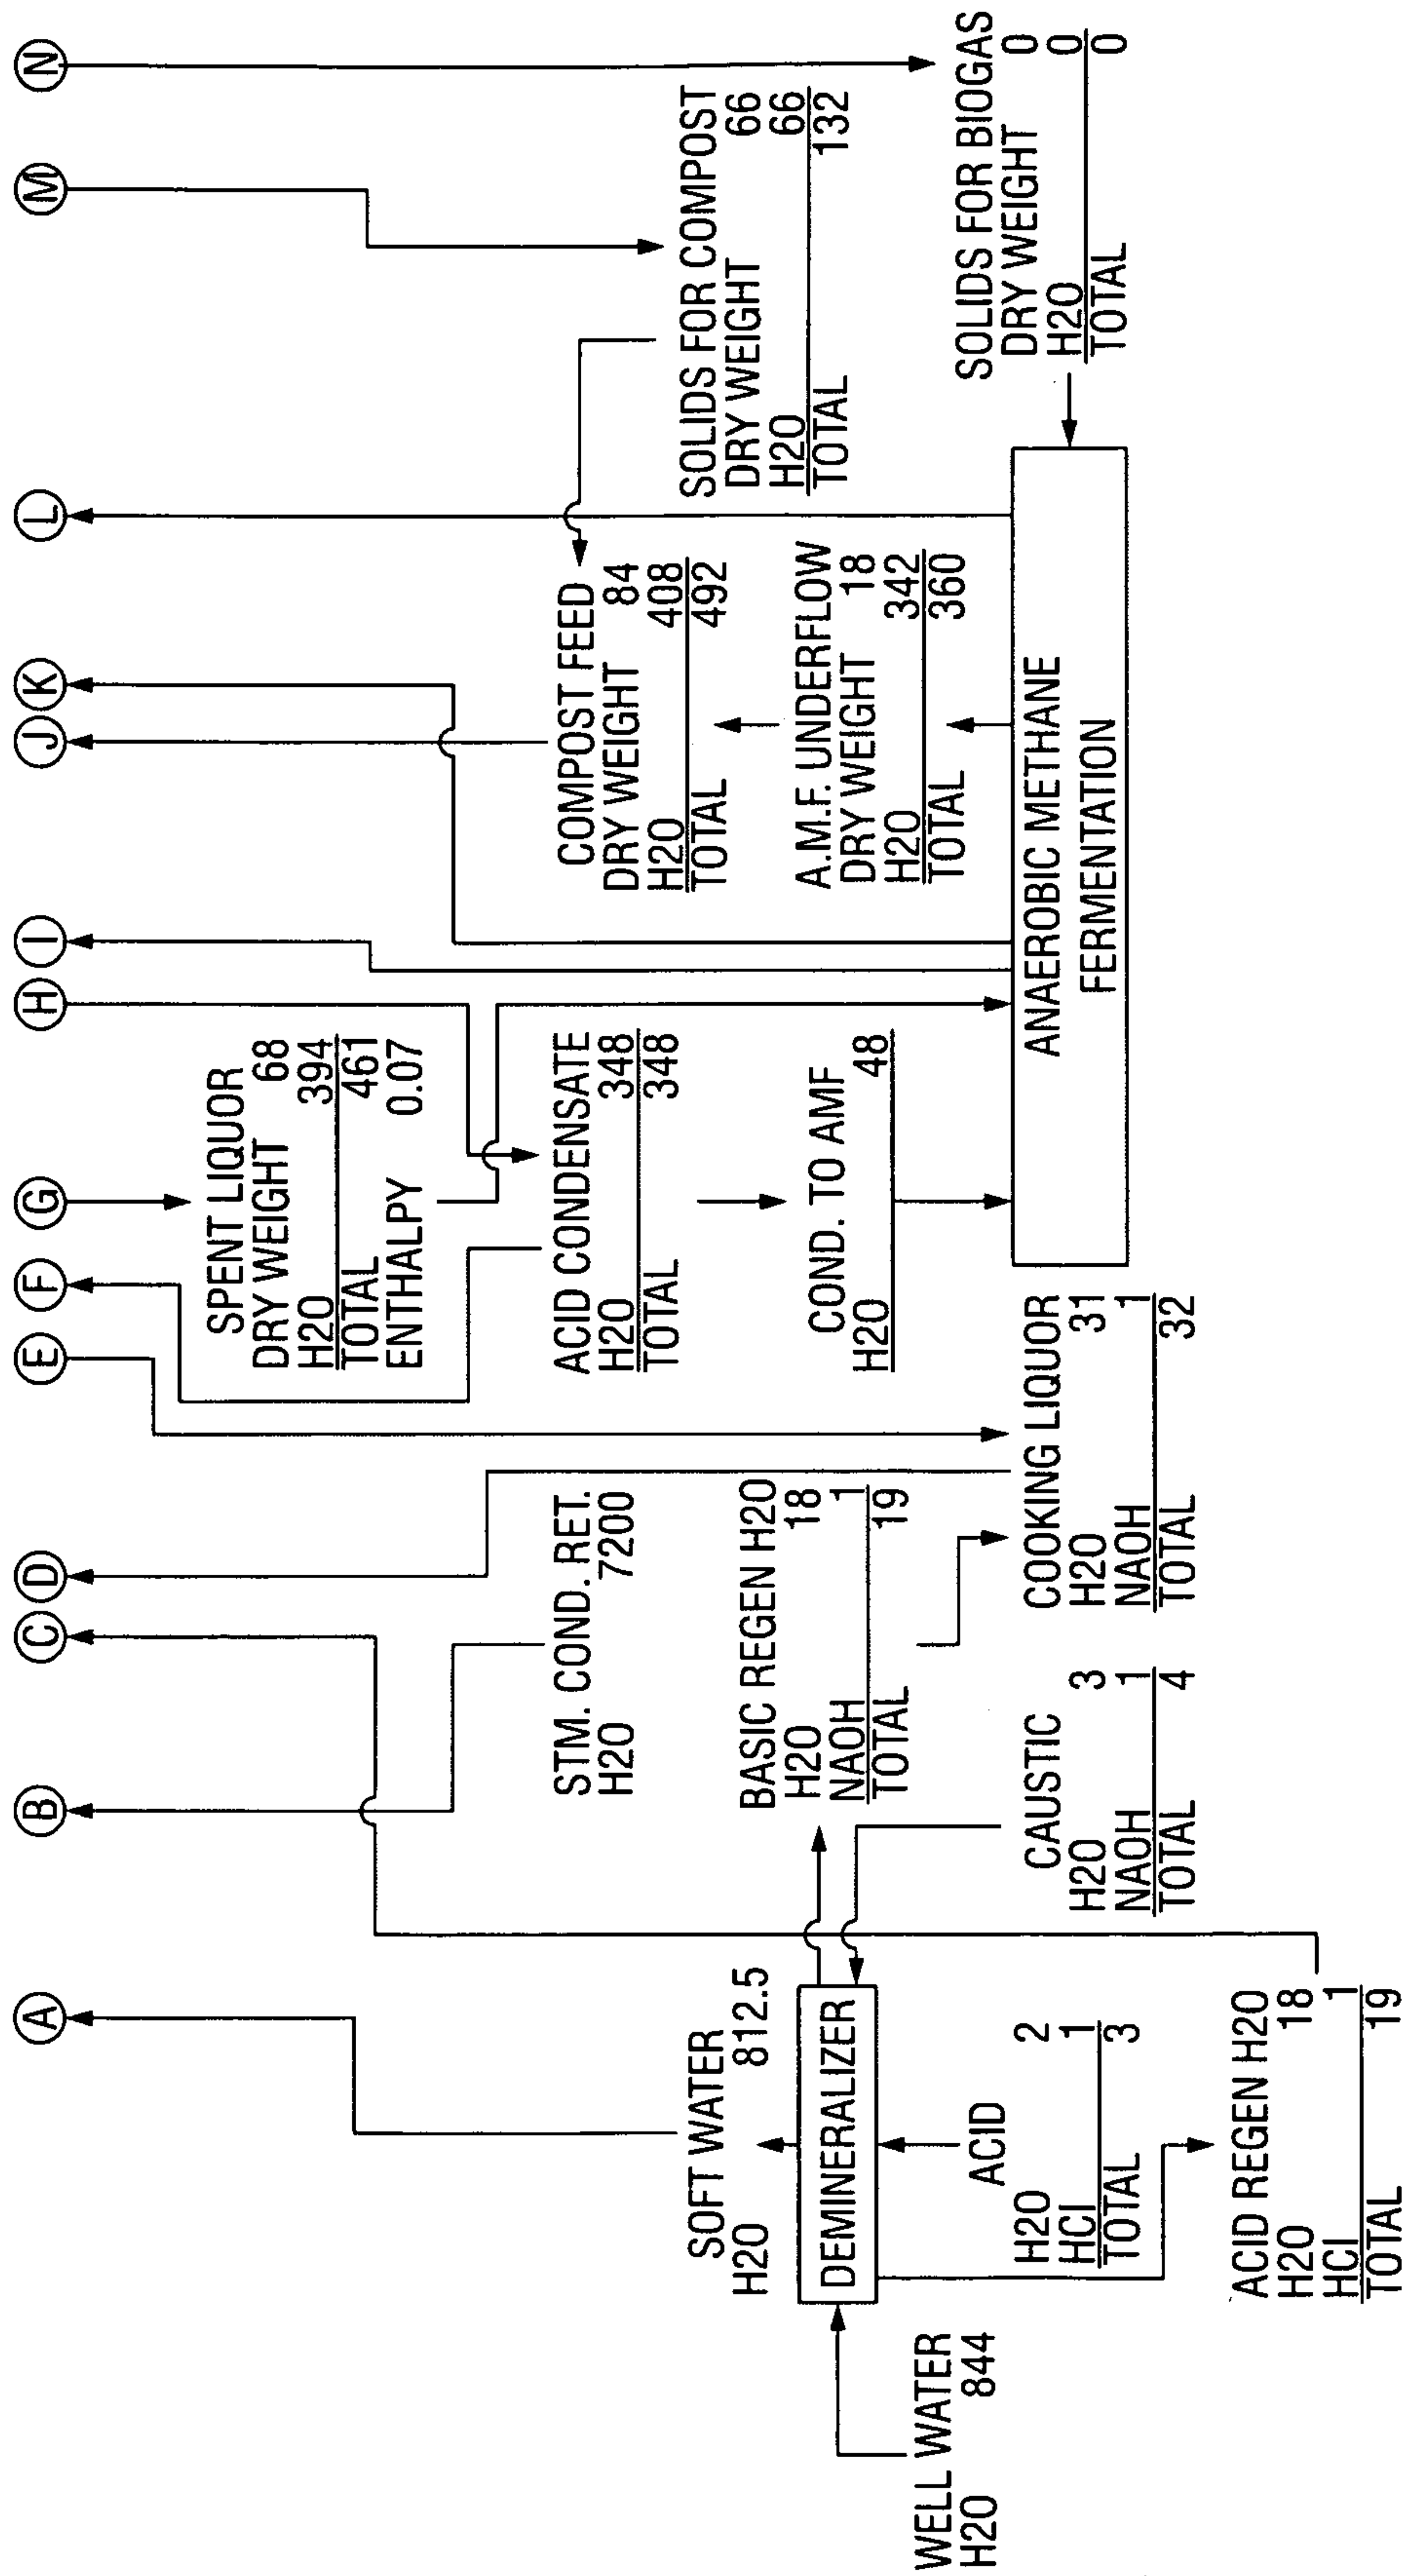 A
B
C
D
E
F
G
H
I
J
K
L
M
N
SOFT WATER
H2O 812.5
DEMINERALIZER
WELL WATER
H2O 844
ACID
H2O 2
HCl 1
TOTAL 3
ACID REGEN H2O
H2O 18
HCl 1
TOTAL 19
STM. COND. RET.
H2O 7200
BASIC REGEN H2O
H2O 18
NAOH 1
TOTAL 19
CAUSTIC
H2O 3
NAOH 1
TOTAL 4
COOKING LIQUOR
H2O 31
NAOH 1
TOTAL 32
SPENT LIQUOR
DRY WEIGHT 68
H2O 394
TOTAL 461
ENTHALPY 0.07
ACID CONDENSATE
H2O 348
TOTAL 348
COND. TO AMF
H2O 48
COMPOST FEED
DRY WEIGHT 84
H2O 408
TOTAL 492
A.M.F. UNDERFLOW
DRY WEIGHT 18
H2O 342
TOTAL 360
ANAEROBIC METHANE
FERMENTATION
SOLIDS FOR COMPOST
DRY WEIGHT 66
H2O 66
TOTAL 132
SOLIDS FOR BIOGAS
DRY WEIGHT 0
H2O 0
TOTAL 0